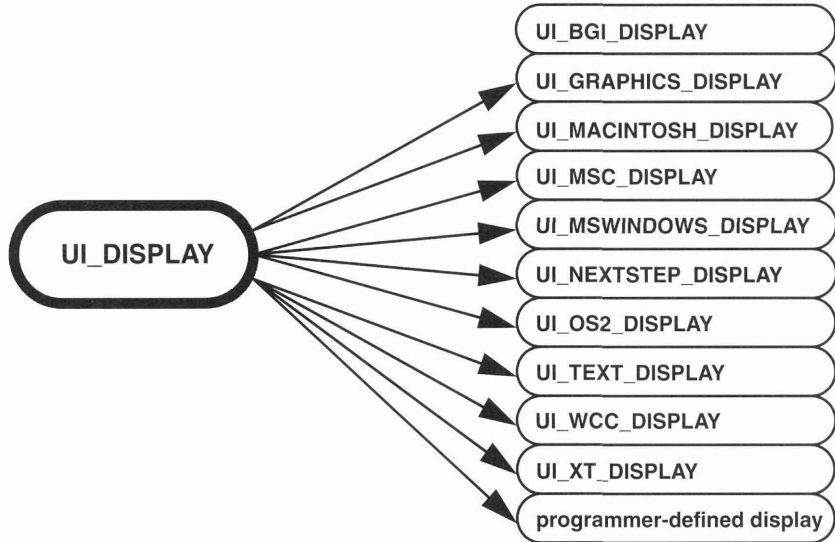 UI_DISPLAY
UI_BGI_DISPLAY
UI_GRAPHICS_DISPLAY
UI_MACINTOSH_DISPLAY
UI_MSC_DISPLAY
UI_MSWINDOWS_DISPLAY
UI_NEXTSTEP_DISPLAY
UI_OS2_DISPLAY
UI_TEXT_DISPLAY
UI_WCC_DISPLAY
UI_XT_DISPLAY
programmer-defined display